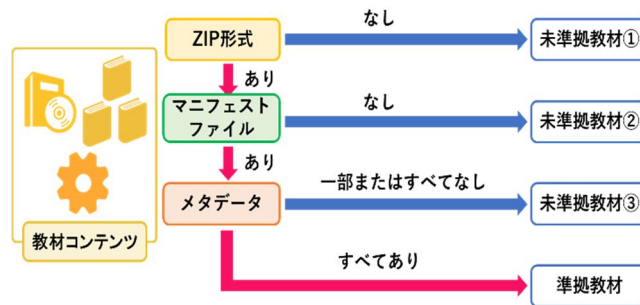 なし
ZIP形式
未準拠教材①
あり
なし
マニフェスト
ファイル
未準拠教材②
あり
一部またはすべてなし
メタデータ
未準拠教材③
教材コンテンツ
すべてあり
準拠教材